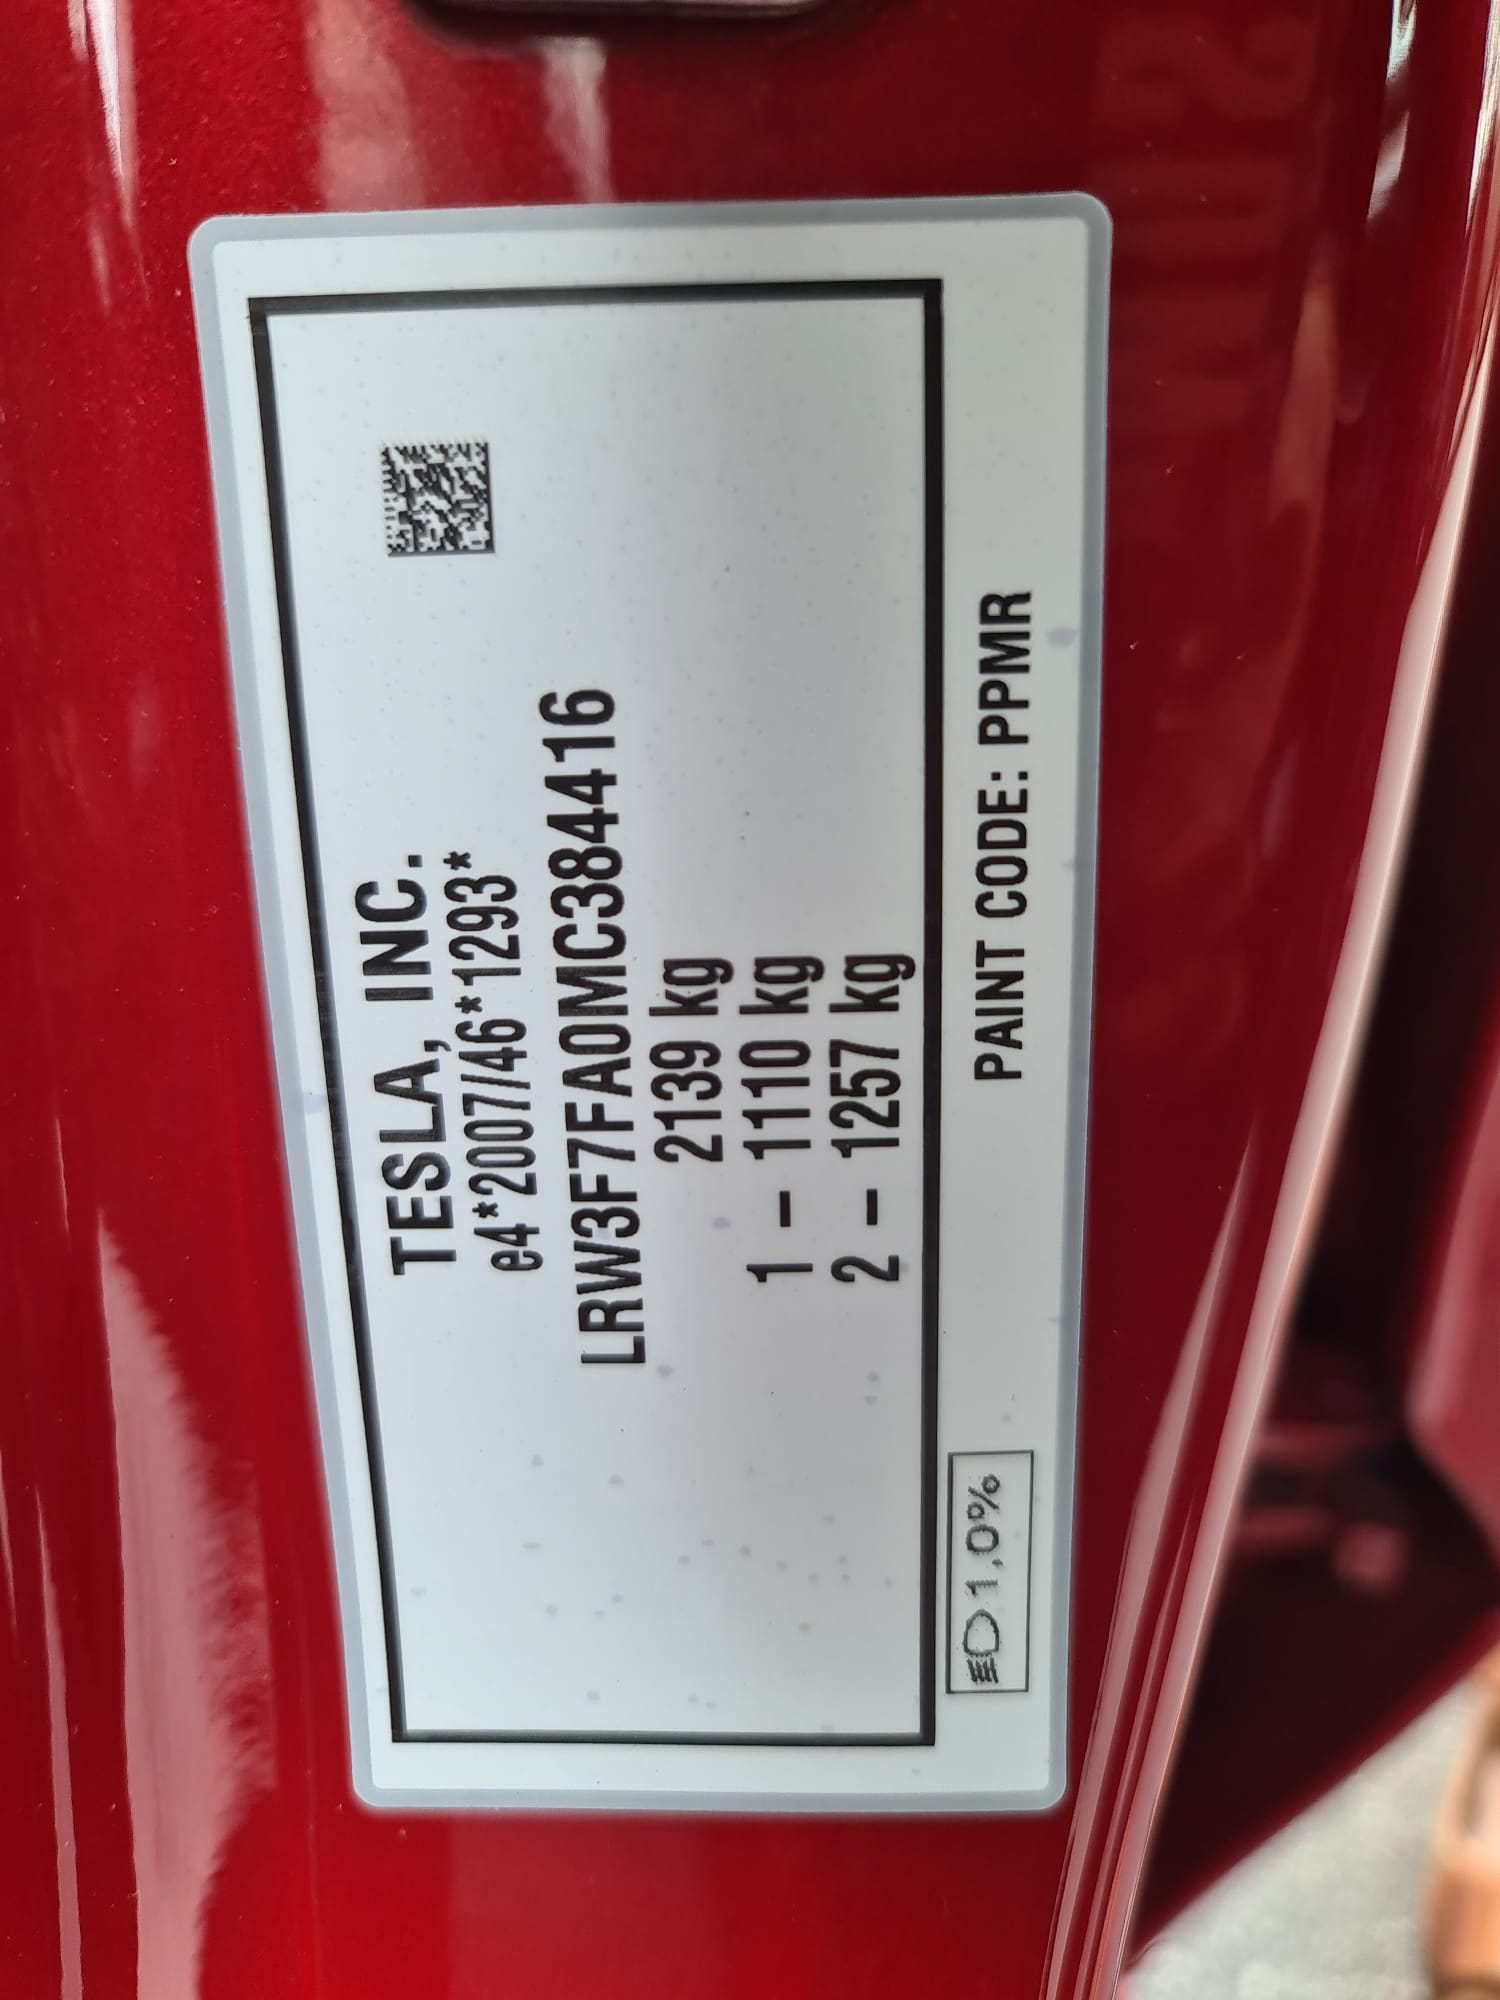 TESLA, INC.
e4*2007/46*1293*
LRW3F7FA0MC384416
2139 kg
1 – 1110 kg
2 – 1257 kg
1,0%
PAINT CODE: PPMR